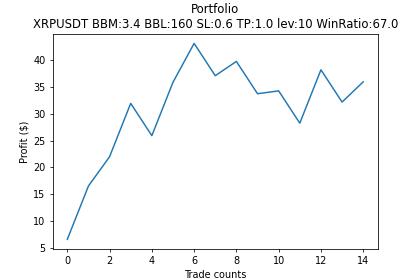 Portfolio
XRPUSDT BBM:3.4 BBL:160 SL:0.6 TP:1.0 lev:10 WinRatio:67.0
40
35
30
25
20
15
10
5
Profit ($)
0 2 4 6 8 10 12 14
Trade counts